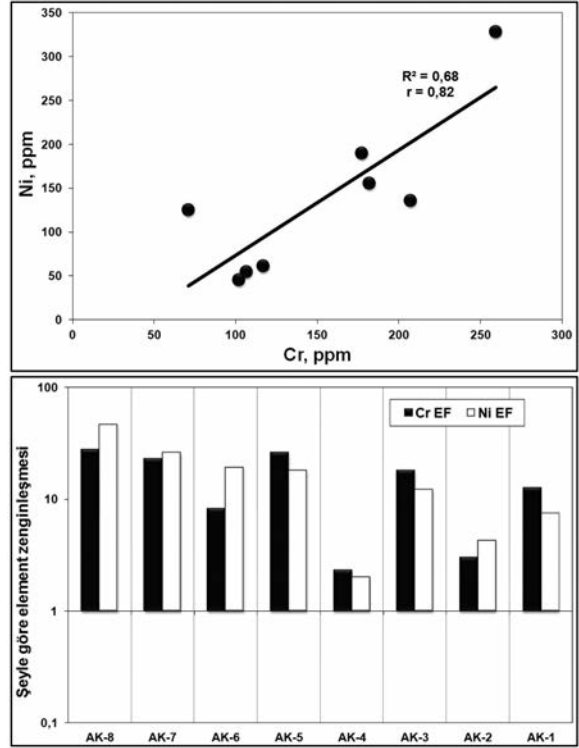 350
300
250
200
150
100
50
0
Ni, ppm
R² = 0,68
r = 0,82
0 50 100 150 200 250 300
Cr, ppm
100
10
1
0,1
Şeyle göre element zenginleşmesi
Cr EF Ni EF
AK-8 AK-7 AK-6 AK-5 AK-4 AK-3 AK-2 AK-1